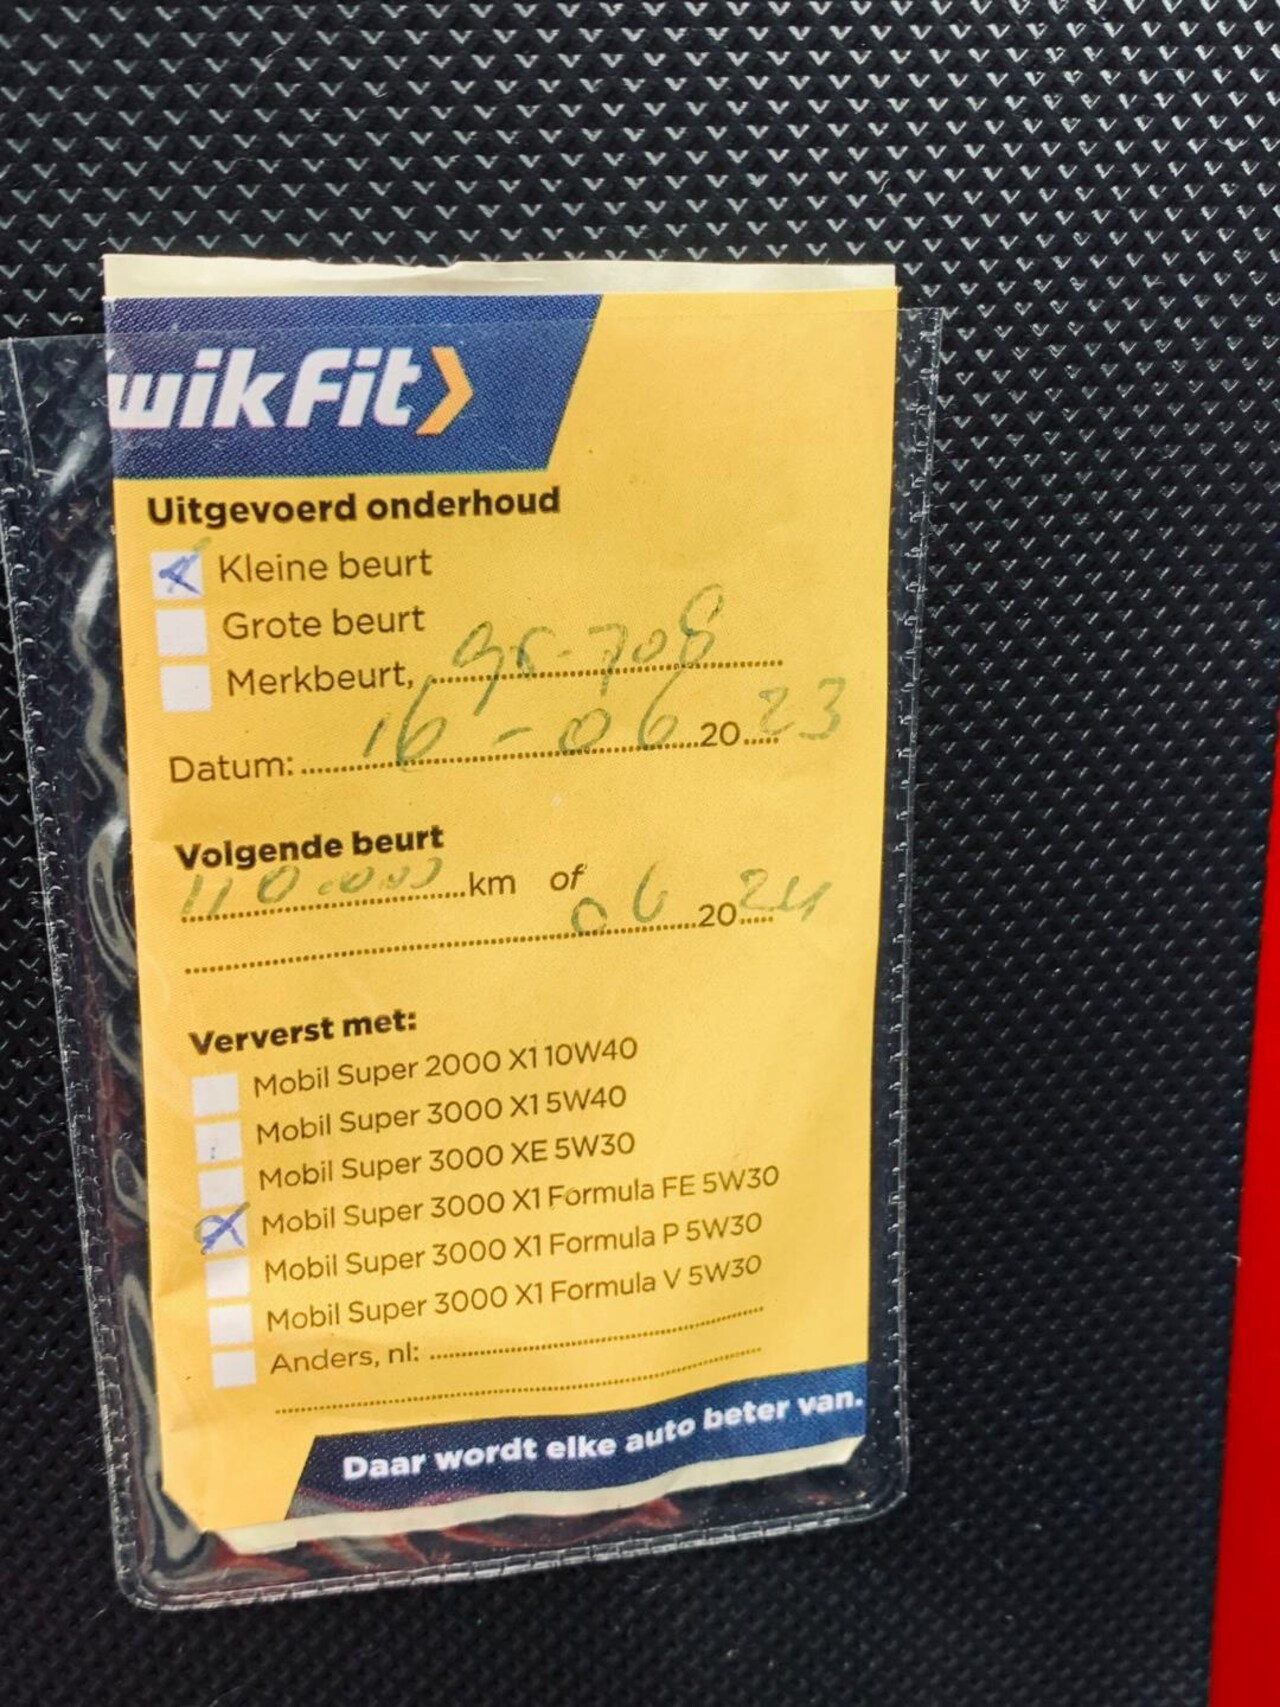 wikFit
Uitgevoerd onderhoud
Kleine beurt
Grote beurt
Merkbeurt, 95.708
Datum: 16-06 2023
Volgende beurt
110.000 km of
06 2024
Ververst met:
Mobil Super 2000 X1 10W40
Mobil Super 3000 X1 5W40
Mobil Super 3000 XE 5W30
Mobil Super 3000 X1 Formula FE 5W30
Mobil Super 3000 X1 Formula P 5W30
Mobil Super 3000 X1 Formula V 5W30
Anders, nl:
Daar wordt elke auto beter van.